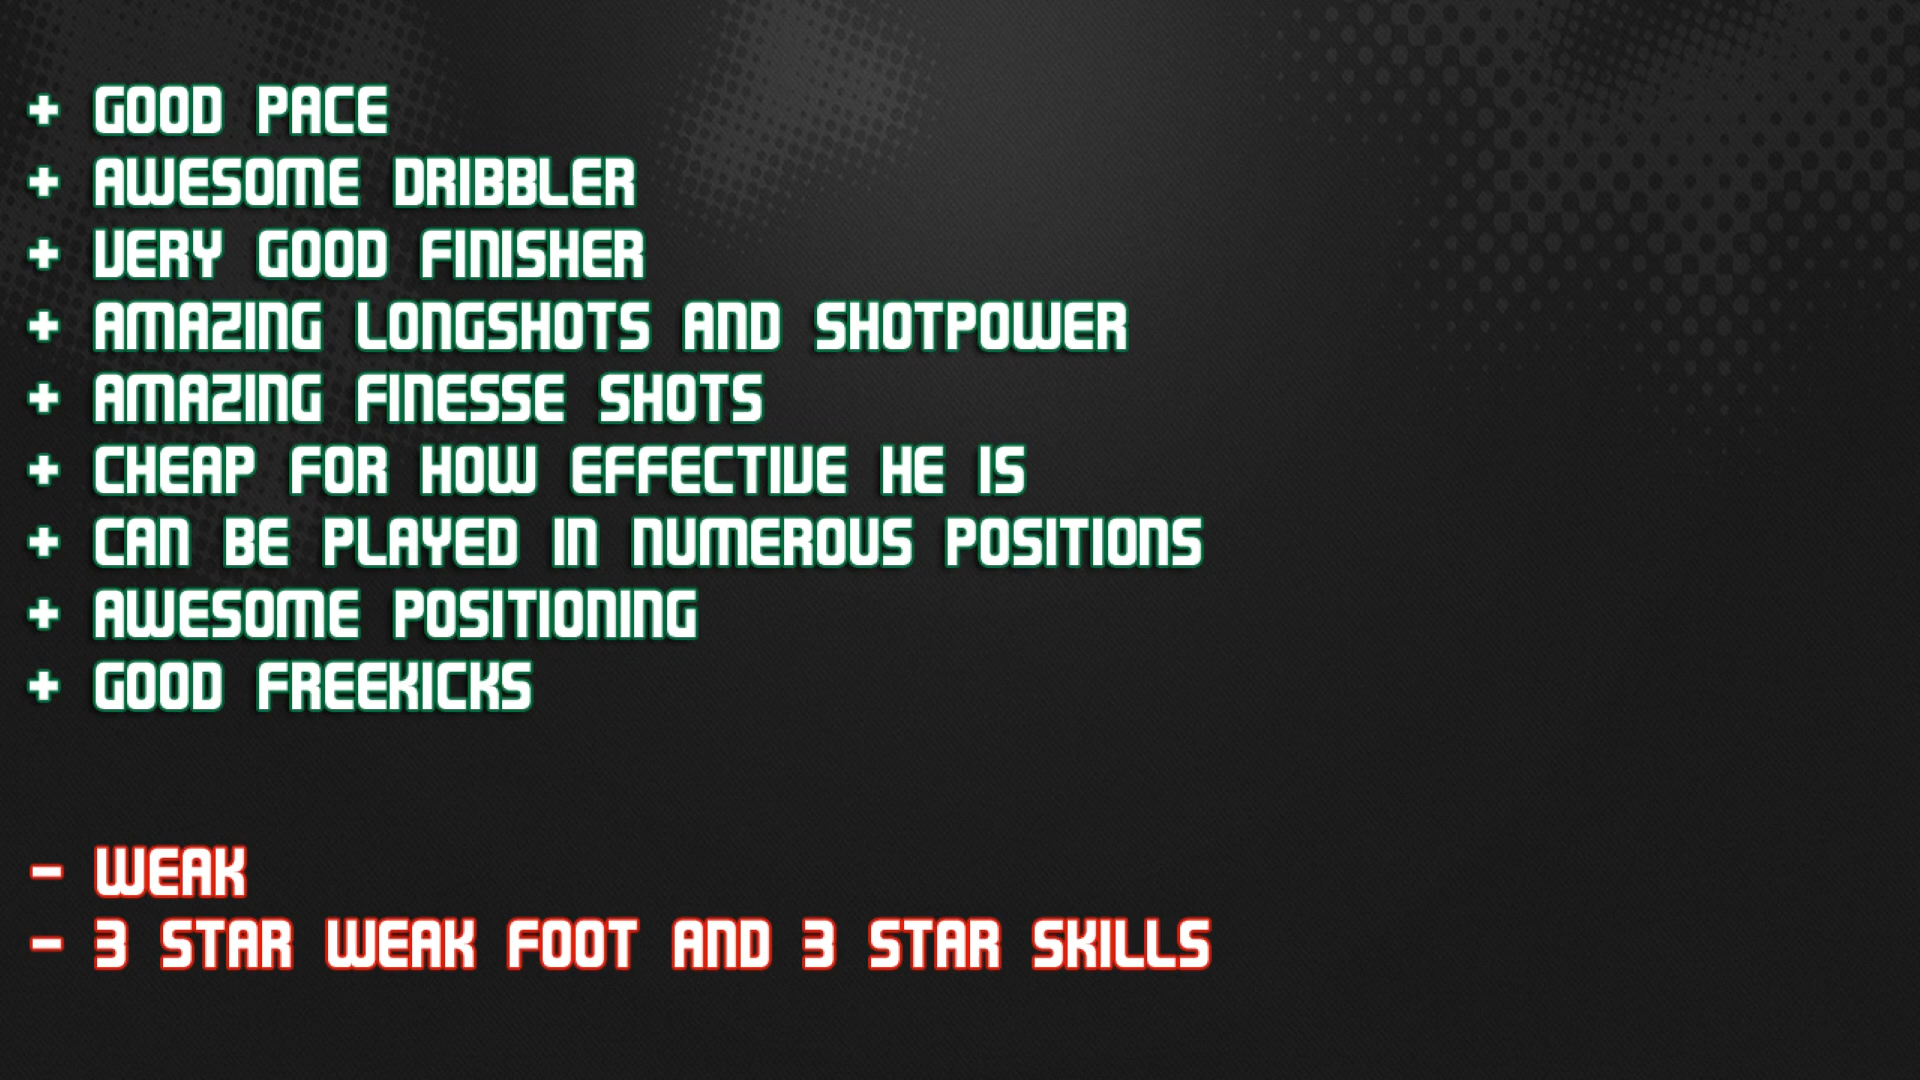 + GOOD PACE
+ AWESOME DRIBBLER
+ VERY GOOD FINISHER
+ AMAZING LONGSHOTS AND SHOTPOWER
+ AMAZING FINESSE SHOTS
+ CHEAP FOR HOW EFFECTIVE HE IS
+ CAN BE PLAYED IN NUMEROUS POSITIONS
+ AWESOME POSITIONING
+ GOOD FREEKICKS
- WEAK
- 3 STAR WEAK FOOT AND 3 STAR SKILLS